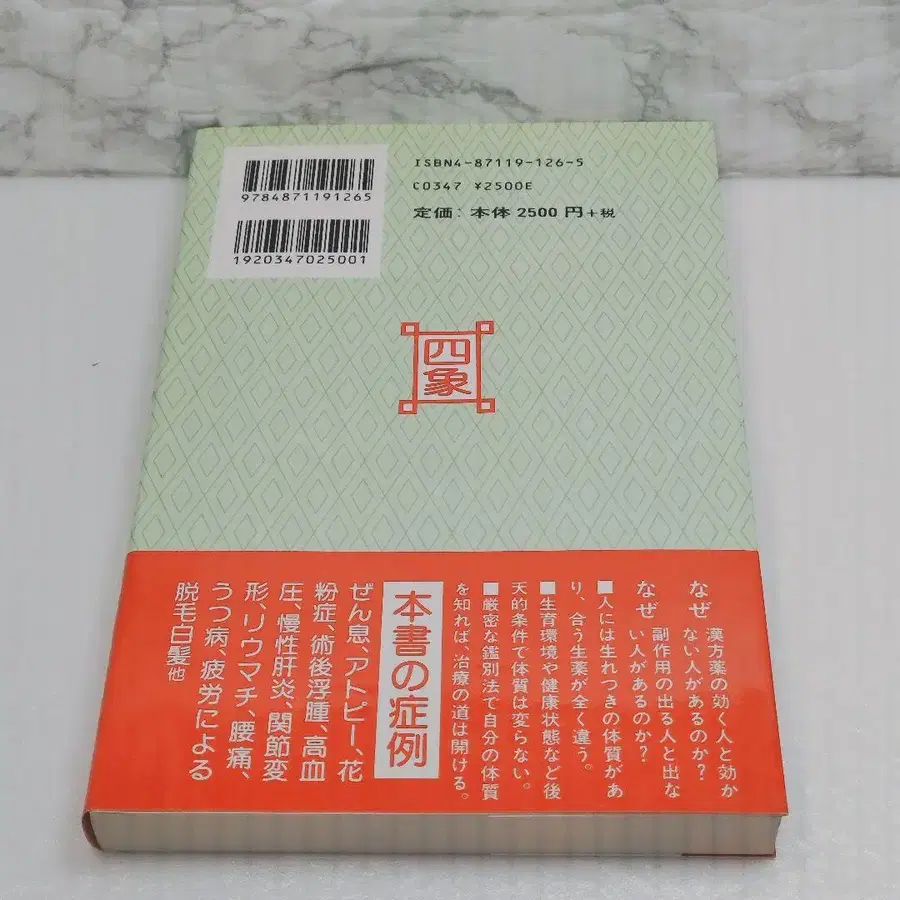 ISBN4-87119-126-5
C0347 ¥2500E
定価: 本体 2500 円+税
9784871191265
1920347025001
四
象
なぜ 漢方薬の効く人と効か
ない人があるのか?
なぜ 副作用の出る人と出な
い人があるのか?
■人には生れつきの体質があ
り、合う生薬が全く違う。
■生育環境や健康状態など後
天的条件で体質は変らない。
■厳密な鑑別法で自分の体質
を知れば、治療の道は開ける。
本書の症例
ぜん息、アトピー、花
粉症、術後浮腫、高血
圧、慢性肝炎、関節変
形、リウマチ、腰痛、
うつ病、疲労による
脱毛白髪他